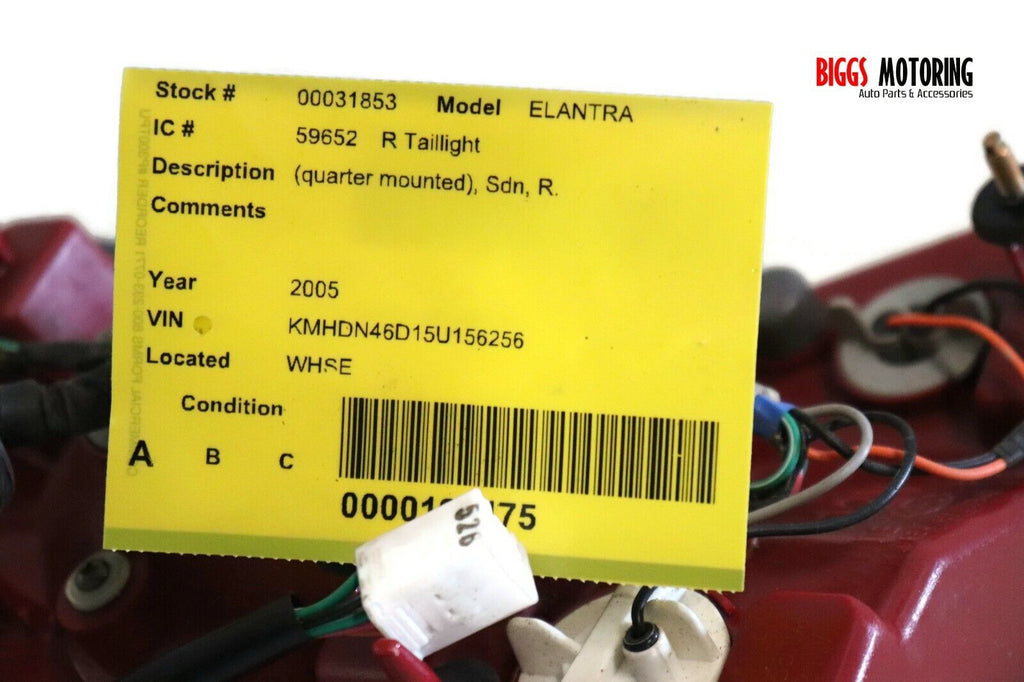 BIGGS MOTORING
Auto Parts & Accessories
Stock # 00031853 Model ELANTRA
IC # 59652 R Taillight
Description (quarter mounted), Sdn, R.
Comments
Year 2005
VIN KMHDN46D15U156256
Located WHSE
Condition
A B C
526